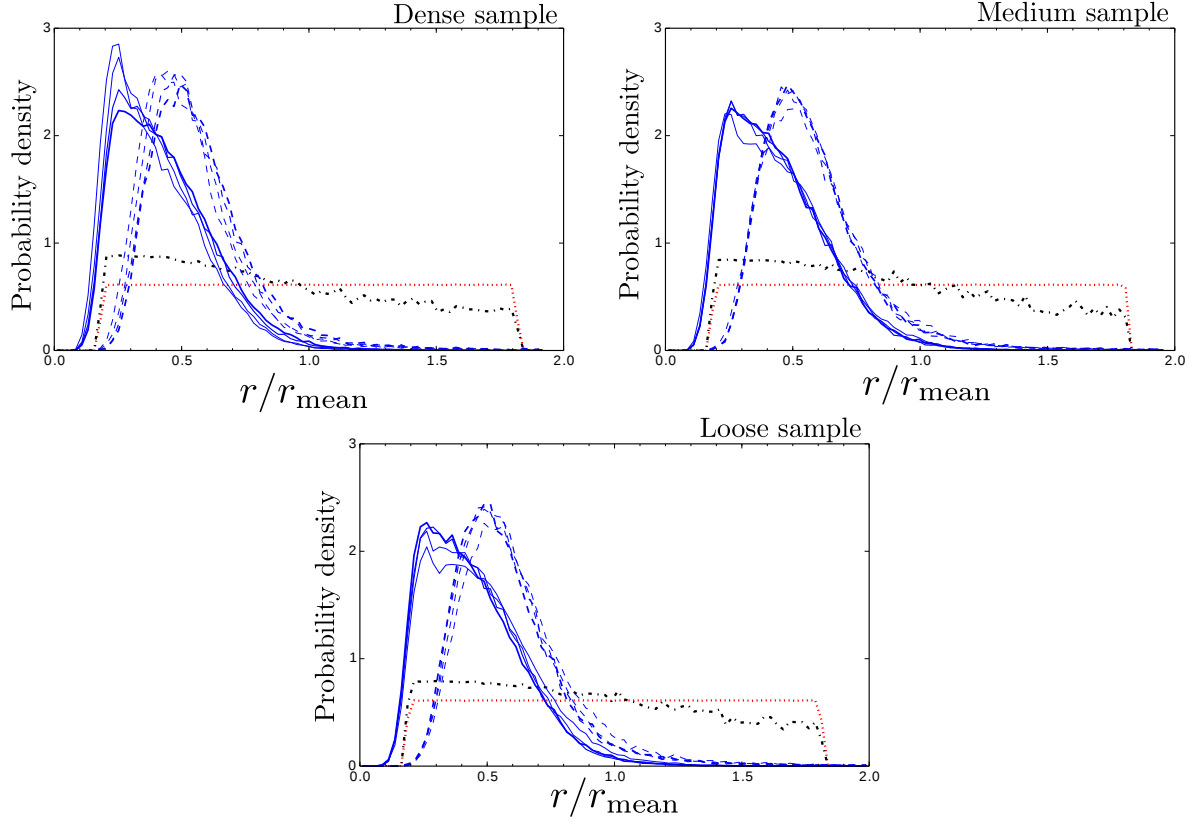 Dense sample
Probability density
3
2
1
0
0.0 0.5 1.0 1.5 2.0
r/r_mean
Medium sample
Probability density
3
2
1
0
0.0 0.5 1.0 1.5 2.0
r/r_mean
Loose sample
Probability density
3
2
1
0
0.0 0.5 1.0 1.5 2.0
r/r_mean